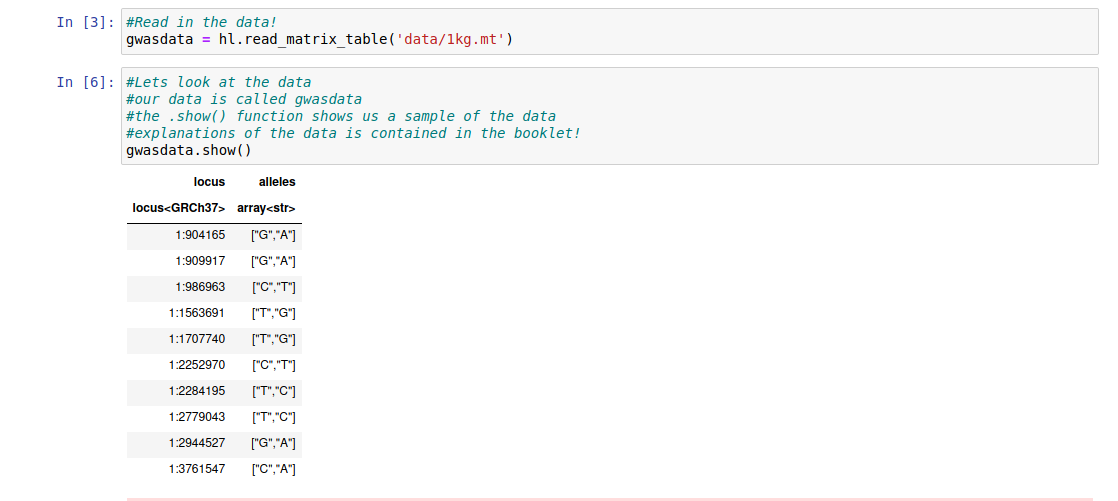 In [3]: #Read in the data!
gwasdata = hl.read_matrix_table('data/1kg.mt')
In [6]: #Lets look at the data
#our data is called gwasdata
#the .show() function shows us a sample of the data
#explanations of the data is contained in the booklet!
gwasdata.show()
locus alleles
locus<GRCh37> array<str>
1:904165 ["G","A"]
1:909917 ["G","A"]
1:986963 ["C","T"]
1:1563691 ["T","G"]
1:1707740 ["T","G"]
1:2252970 ["C","T"]
1:2284195 ["T","C"]
1:2779043 ["T","C"]
1:2944527 ["G","A"]
1:3761547 ["C","A"]